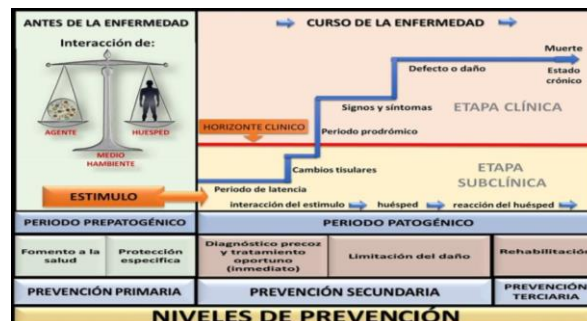 ANTES DE LA ENFERMEDAD
CURSO DE LA ENFERMEDAD
Interacción de:
AGENTE
HUESPED
MEDIO
HAMBIENTE
ESTIMULO
Muerte
Defecto o daño
Estado
crónico
Signos y síntomas
ETAPA CLÍNICA
HORIZONTE CLINICO
Periodo prodrómico
Cambios tisulares
ETAPA
SUBCLÍNICA
Periodo de latencia
interacción del estimulo
huésped
reacción del huésped
PERIODO PREPATOGÉNICO
PERIODO PATOGÉNICO
Fomento a la
salud
Protección
especifica
Diagnóstico precoz
y tratamiento
oportuno
(inmediato)
Limitación del daño
Rehabilitación
PREVENCIÓN PRIMARIA
PREVENCIÓN SECUNDARIA
PREVENCIÓN
TERCIARIA
NIVELES DE PREVENCIÓN